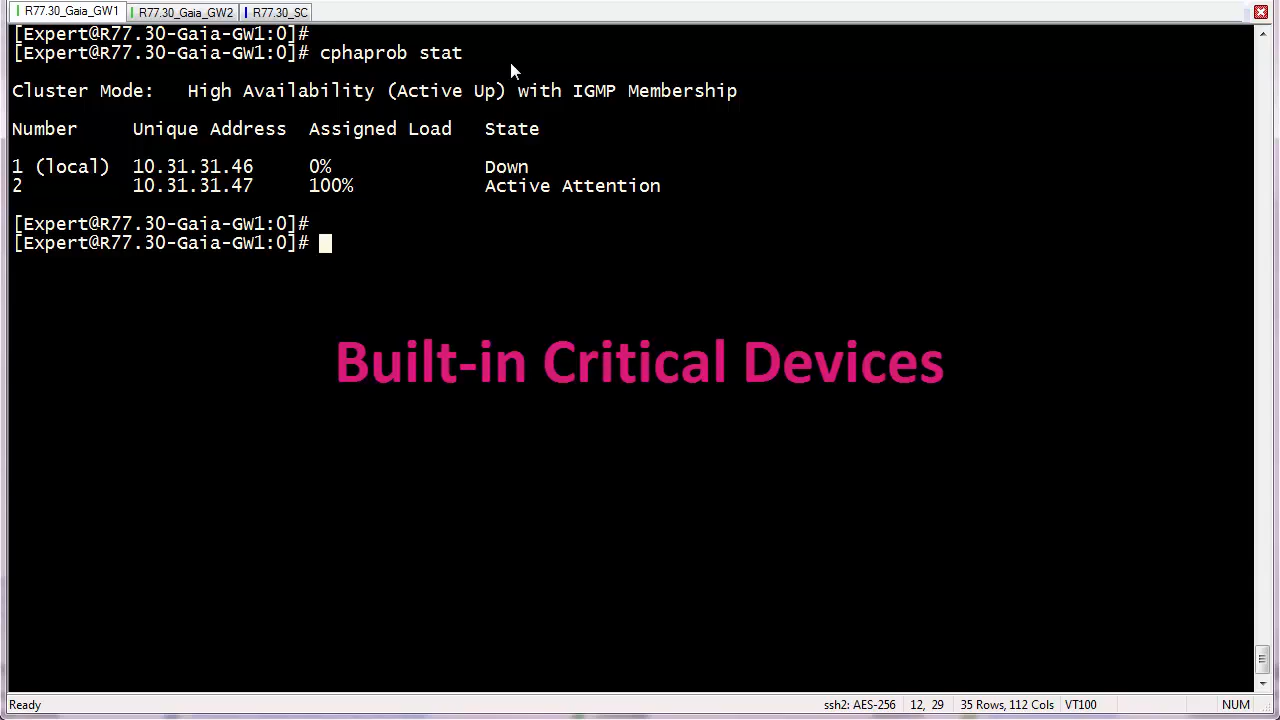 R77.30_Gaia_GW1 R77.30_Gaia_GW2 R77.30_SC
[Expert@R77.30-Gaia-GW1:0]#
[Expert@R77.30-Gaia-GW1:0]# cphaprob stat
Cluster Mode: High Availability (Active Up) with IGMP Membership
Number Unique Address Assigned Load State
1 (local) 10.31.31.46 0% Down
2 10.31.31.47 100% Active Attention
[Expert@R77.30-Gaia-GW1:0]#
[Expert@R77.30-Gaia-GW1:0]#
Built-in Critical Devices
Ready ssh2: AES-256 12, 29 35 Rows, 112 Cols VT100 NUM